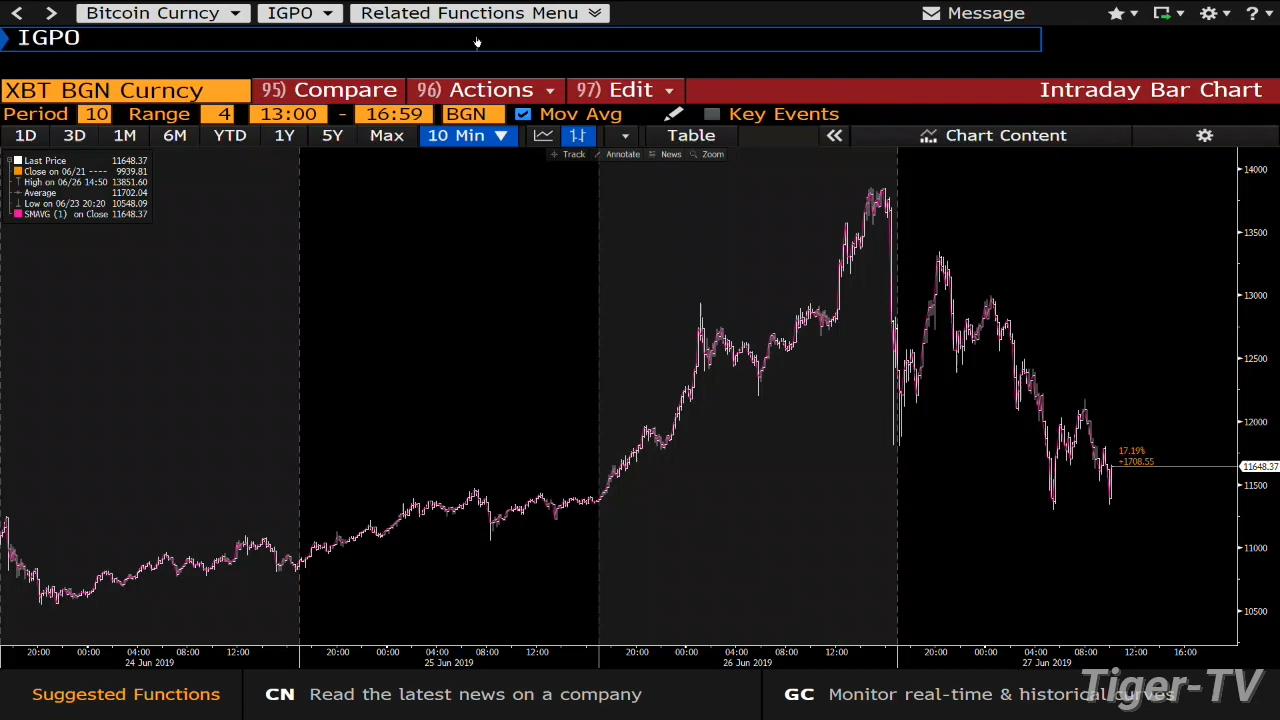 Bitcoin Curncy IGPO Related Functions Menu Message ?
IGPO
XBT BGN Curncy 95) Compare 96) Actions 97) Edit Intraday Bar Chart
Period 10 Range 4 13:00 - 16:59 BGN Mov Avg Key Events
1D 3D 1M 6M YTD 1Y 5Y Max 10 Min ▼ Table « Chart Content
Track Annotate News Zoom
Last Price 11648.37
Close on 06/21 ---- 9939.81
High on 06/26 14:50 13851.60
Average 11702.04
Low on 06/23 20:20 10548.09
SMAVG (1) on Close 11648.37
14000
13500
13000
12500
12000
17.19%
+1708.55
11648.37
11500
11000
10500
20:00 00:00 04:00 08:00 12:00 20:00 00:00 04:00 08:00 12:00 20:00 00:00 04:00 08:00 12:00 20:00 00:00 04:00 08:00 12:00 16:00
24 Jun 2019 25 Jun 2019 26 Jun 2019 27 Jun 2019
Suggested Functions CN Read the latest news on a company GC Monitor real-time & historical curves
Tiger-TV